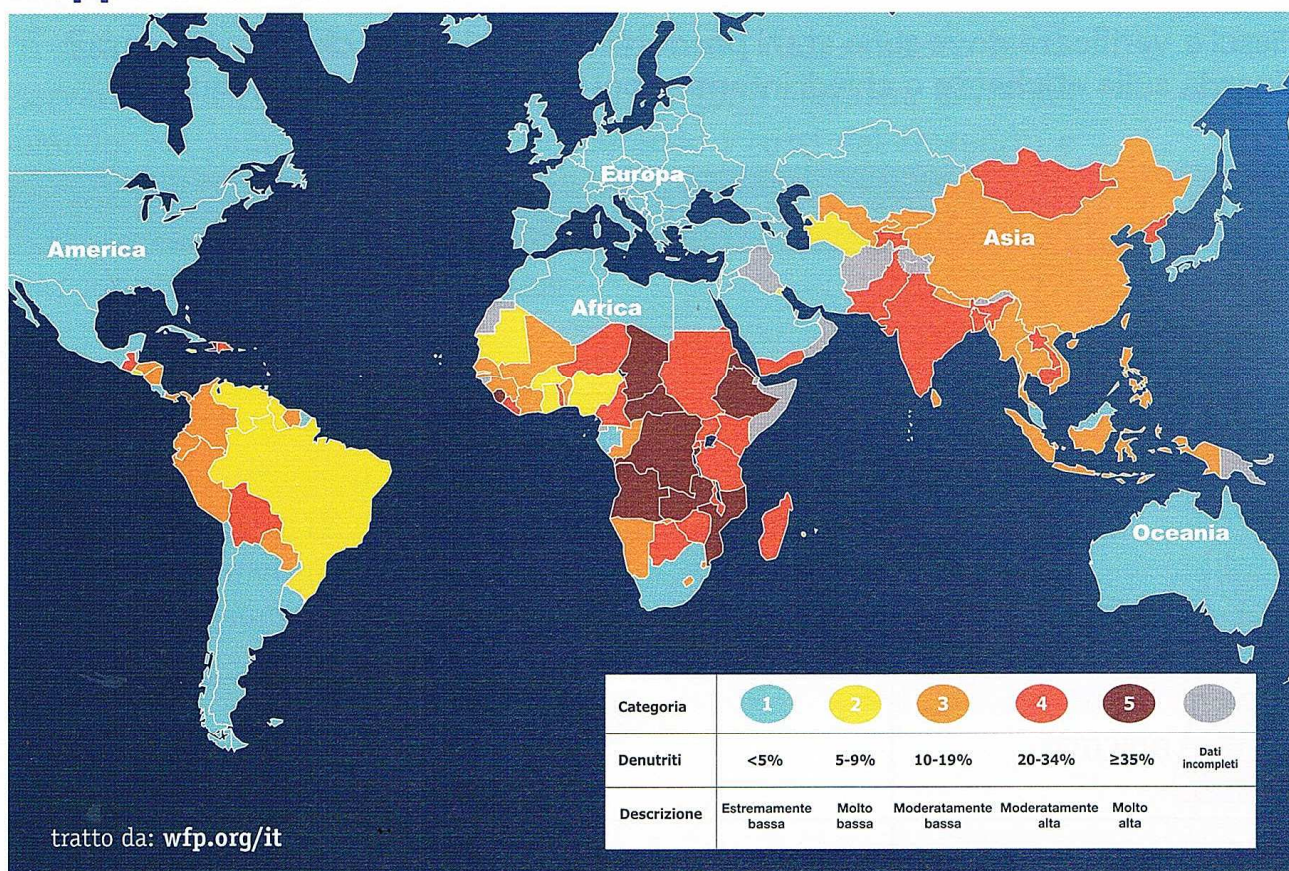 America
Europa
Asia
Africa
Oceania
Categoria 1 2 3 4 5
Denutriti <5% 5-9% 10-19% 20-34% ≥35% Dati
incompleti
Descrizione Estremamente
bassa Molto
bassa Moderatamente
bassa Moderatamente
alta Molto
alta
tratto da: wfp.org/it